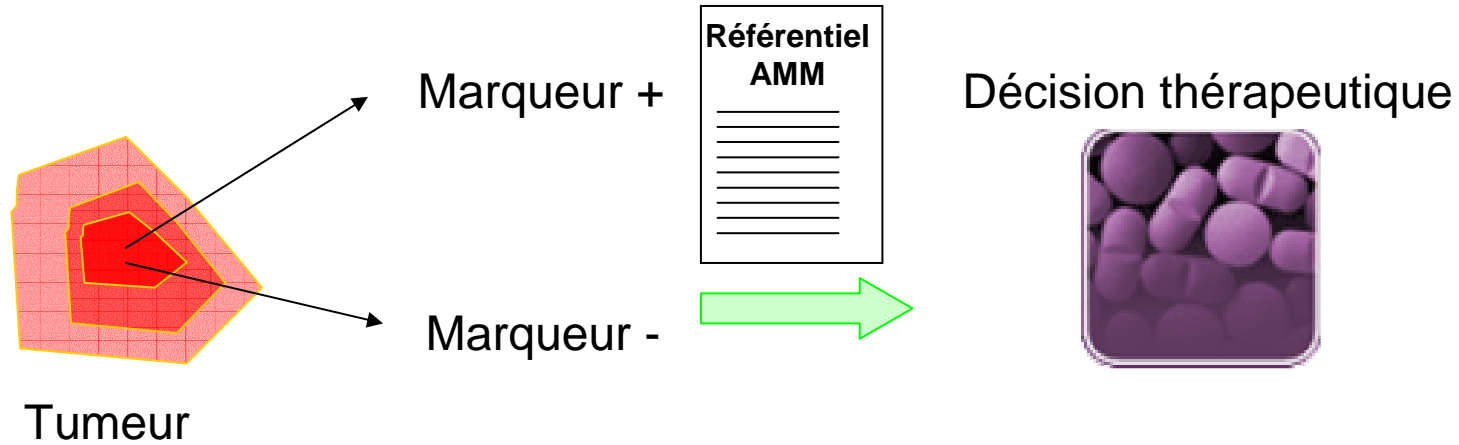 Référentiel
AMM
Marqueur +
Décision thérapeutique
Marqueur -
Tumeur